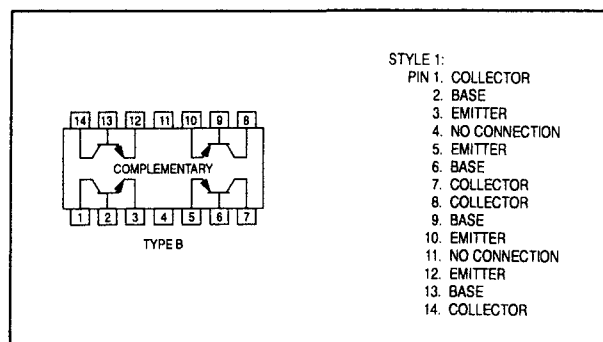 14 13 12 11 10 9 8
COMPLEMENTARY
1 2 3 4 5 6 7
TYPE B
STYLE 1:
PIN 1. COLLECTOR
2. BASE
3. EMITTER
4. NO CONNECTION
5. EMITTER
6. BASE
7. COLLECTOR
8. COLLECTOR
9. BASE
10. EMITTER
11. NO CONNECTION
12. EMITTER
13. BASE
14. COLLECTOR